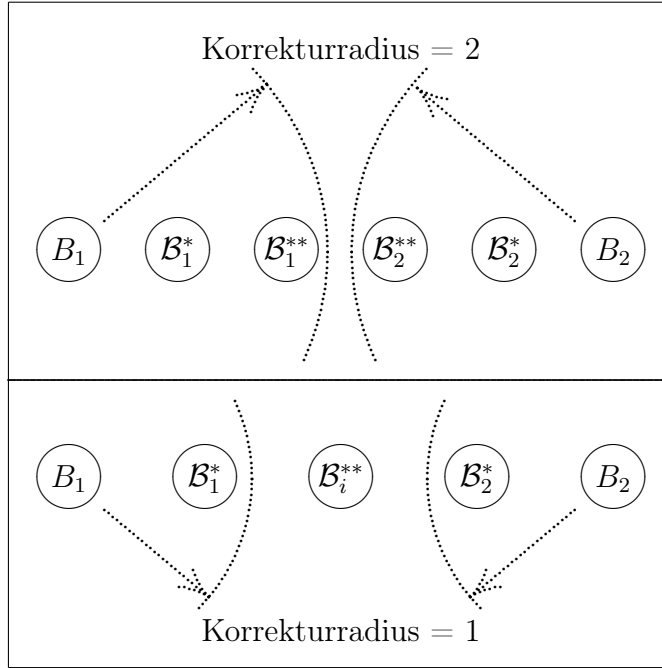 Korrekturradius = 2
B₁ ℬ₁* ℬ₁** ℬ₂** ℬ₂* B₂
B₁ ℬ₁* ℬᵢ** ℬ₂* B₂
Korrekturradius = 1